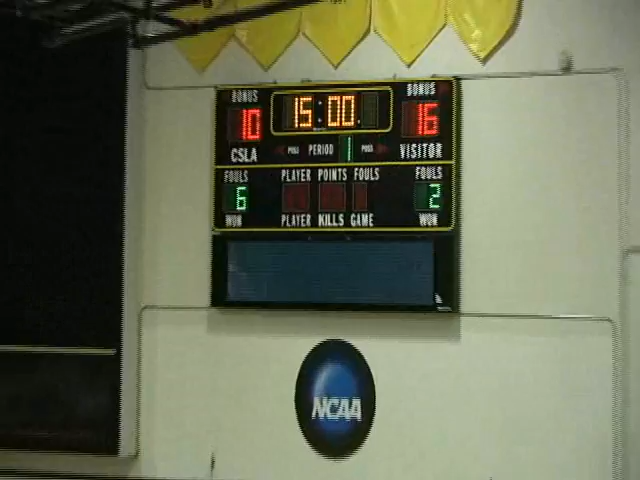 BONUS BONUS
10 15:00 16
CSLA POSS PERIOD 1 POSS VISITOR
FOULS PLAYER POINTS FOULS FOULS
6 2
WON PLAYER KILLS GAME WON
NCAA